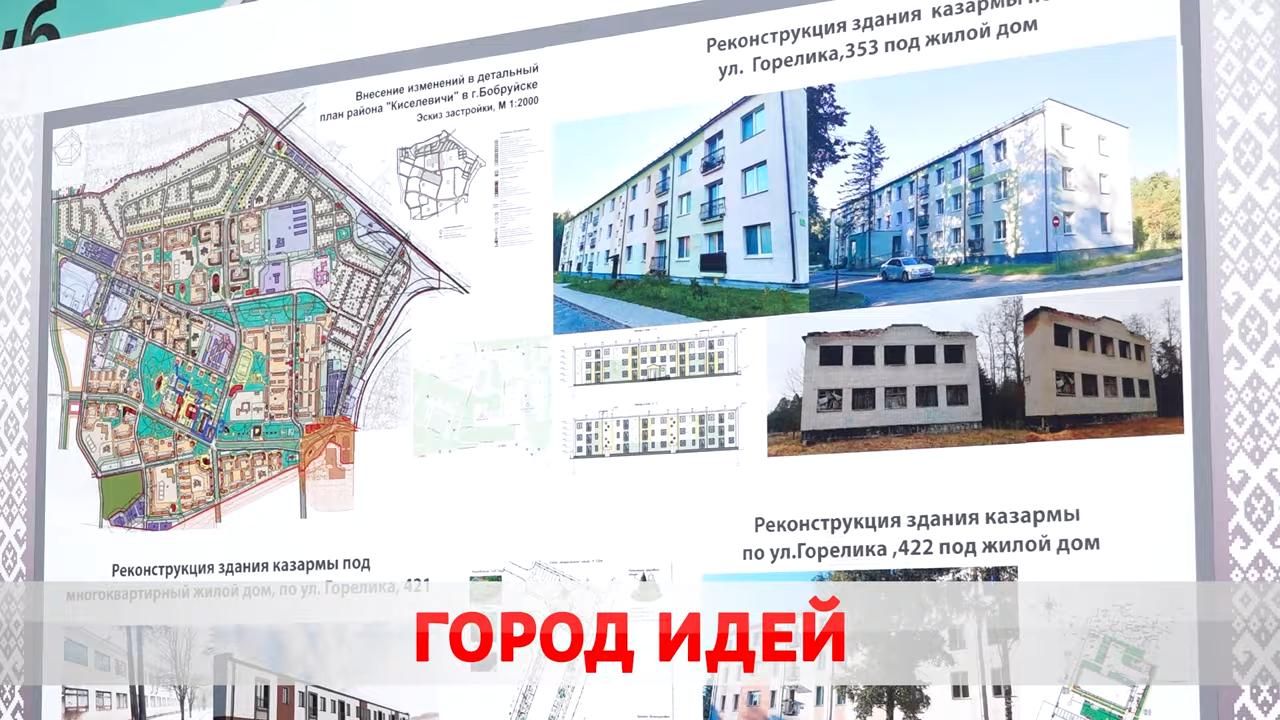 Внесение изменений в детальный
план района "Киселевичи" в г.Бобруйске
Эскиз застройки, М 1:2000
Реконструкция здания казармы
ул. Горелика,353 под жилой дом
Реконструкция здания казармы под
многоквартирный жилой дом, по ул. Горелика, 421
Реконструкция здания казармы
по ул.Горелика ,422 под жилой дом
ГОРОД ИДЕЙ